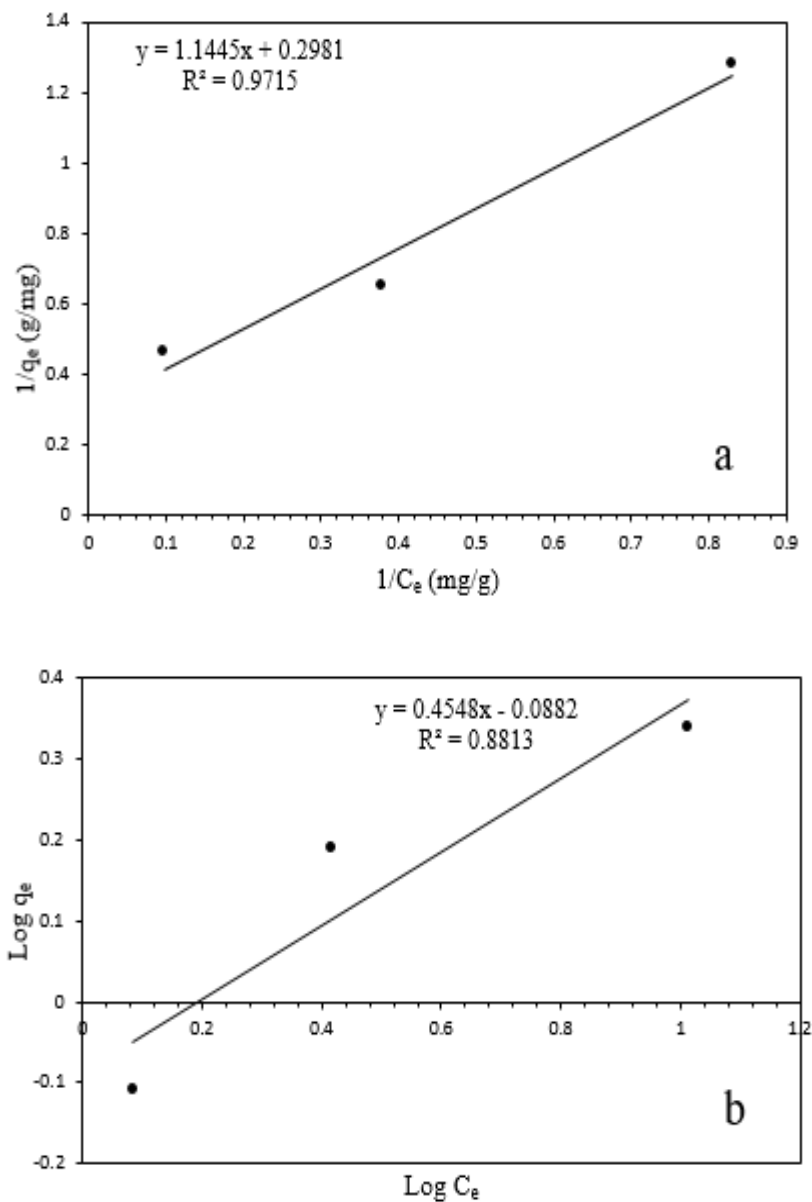 1.4
y = 1.1445x + 0.2981
R² = 0.9715
1.2
1
0.8
0.6
0.4
0.2
0
1/qₑ (g/mg)
a
0 0.1 0.2 0.3 0.4 0.5 0.6 0.7 0.8 0.9
1/Cₑ (mg/g)
0.4
y = 0.4548x - 0.0882
R² = 0.8813
0.3
0.2
0.1
0
-0.1
-0.2
Log qₑ
0 0.2 0.4 0.6 0.8 1 1.2
b
Log Cₑ